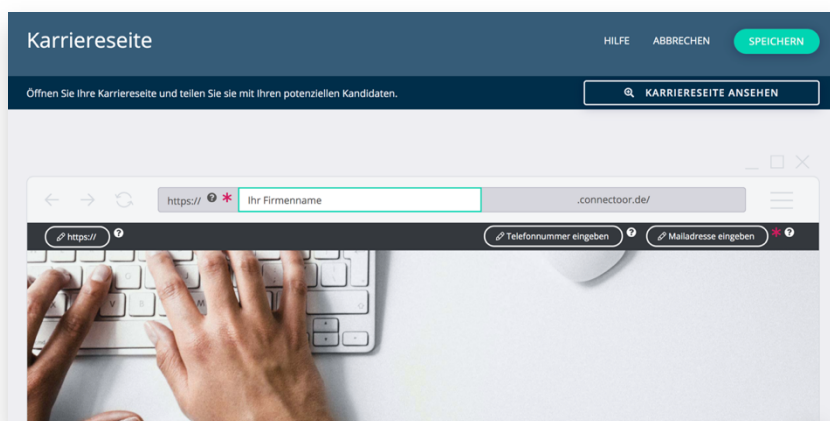 Karriereseite
HILFE ABBRECHEN SPEICHERN
Öffnen Sie Ihre Karriereseite und teilen Sie sie mit Ihren potenziellen Kandidaten.
KARRIERESEITE ANSEHEN
https:// ? * Ihr Firmenname .connectoor.de/
https:// ? Telefonnummer eingeben ? Mailadresse eingeben * ?